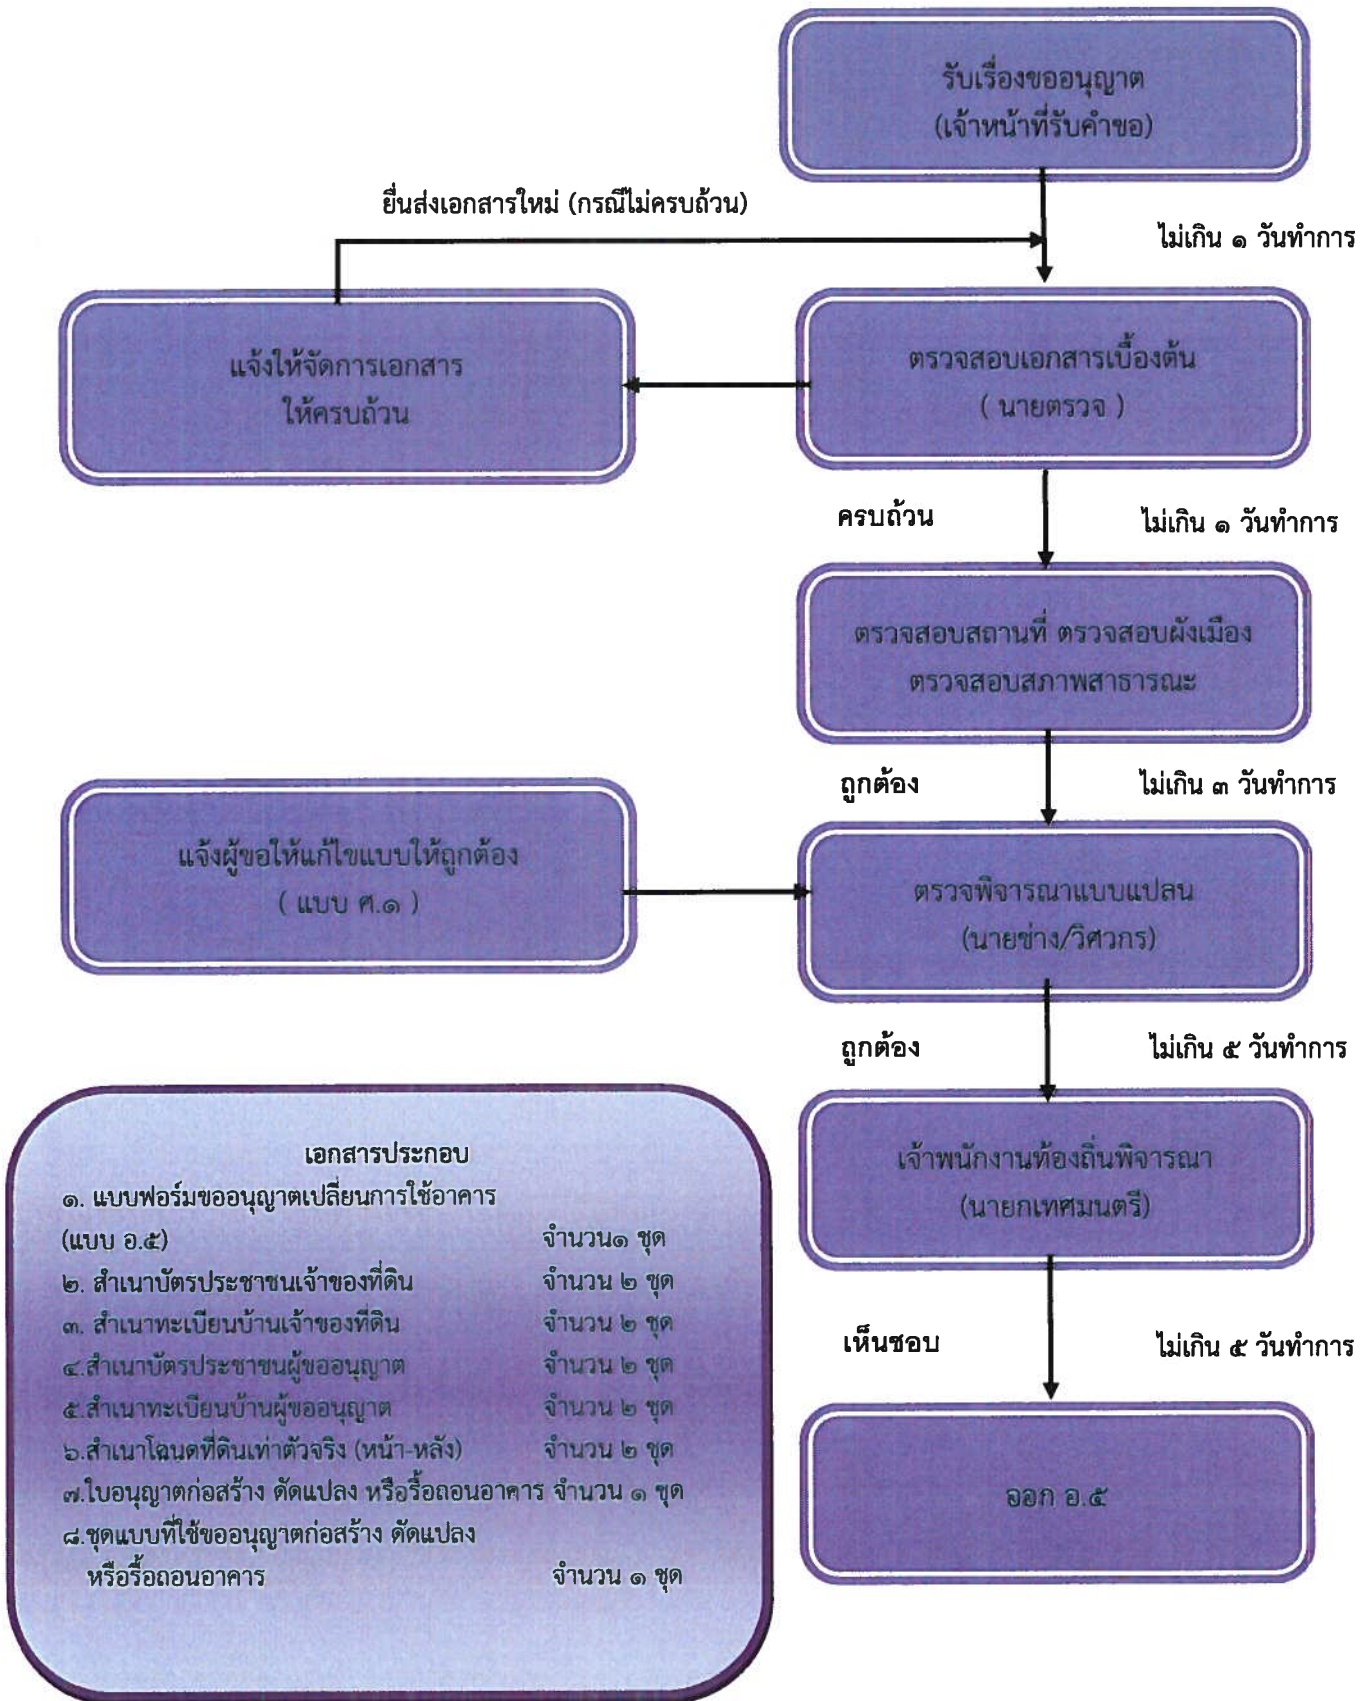 รับเรื่องขออนุญาต
(เจ้าหน้าที่รับคำขอ)
ยื่นส่งเอกสารใหม่ (กรณีไม่ครบถ้วน)
ไม่เกิน ๑ วันทำการ
แจ้งให้จัดการเอกสาร
ให้ครบถ้วน
ตรวจสอบเอกสารเบื้องต้น
( นายตรวจ )
ครบถ้วน
ไม่เกิน ๑ วันทำการ
ตรวจสอบสถานที่ ตรวจสอบผังเมือง
ตรวจสอบสภาพสาธารณะ
ถูกต้อง
ไม่เกิน ๓ วันทำการ
แจ้งผู้ขอให้แก้ไขแบบให้ถูกต้อง
( แบบ ศ.๑ )
ตรวจพิจารณาแบบแปลน
(นายช่าง/วิศวกร)
ถูกต้อง
ไม่เกิน ๕ วันทำการ
เจ้าพนักงานท้องถิ่นพิจารณา
(นายกเทศมนตรี)
เห็นชอบ
ไม่เกิน ๕ วันทำการ
ออก อ.๕
เอกสารประกอบ
๑. แบบฟอร์มขออนุญาตเปลี่ยนการใช้อาคาร
(แบบ อ.๕) จำนวน๑ ชุด
๒. สำเนาบัตรประชาชนเจ้าของที่ดิน จำนวน ๒ ชุด
๓. สำเนาทะเบียนบ้านเจ้าของที่ดิน จำนวน ๒ ชุด
๔.สำเนาบัตรประชาชนผู้ขออนุญาต จำนวน ๒ ชุด
๕.สำเนาทะเบียนบ้านผู้ขออนุญาต จำนวน ๒ ชุด
๖.สำเนาโฉนดที่ดินเท่าตัวจริง (หน้า-หลัง) จำนวน ๒ ชุด
๗.ใบอนุญาตก่อสร้าง ดัดแปลง หรือรื้อถอนอาคาร จำนวน ๑ ชุด
๘.ชุดแบบที่ใช้ขออนุญาตก่อสร้าง ดัดแปลง
หรือรื้อถอนอาคาร จำนวน ๑ ชุด